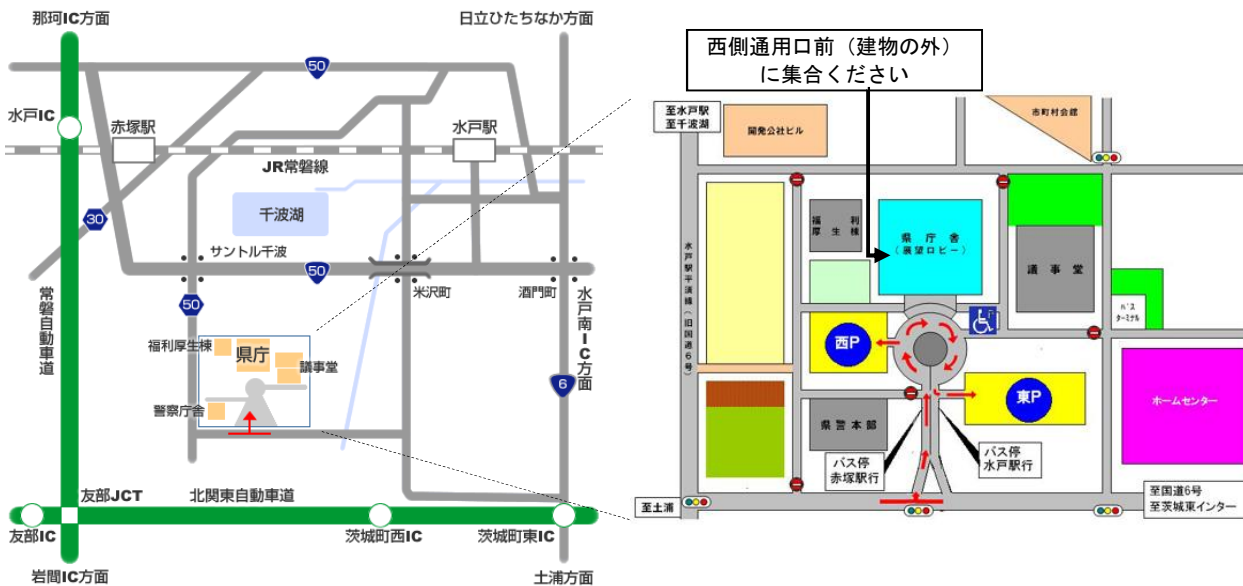 那珂IC方面
日立ひたちなか方面
50
水戸IC
赤塚駅
水戸駅
JR常磐線
千波湖
30
サントル千波
50
米沢町
酒門町
常磐自動車道
50
水戸南IC方面
福利厚生棟
県庁
議事堂
6
警察庁舎
友部JCT
北関東自動車道
友部IC
茨城町西IC
茨城町東IC
岩間IC方面
土浦方面
西側通用口前（建物の外）
に集合ください
至水戸駅
至千波湖
開発公社ビル
市町村会館
福利
厚生棟
県庁舎
（展望ロビー）
議事堂
水戸駅平須線（旧国道6号）
バス
ターミナル
西P
東P
ホームセンター
県警本部
バス停
赤塚駅行
バス停
水戸駅行
至土浦
至国道6号
至茨城東インター